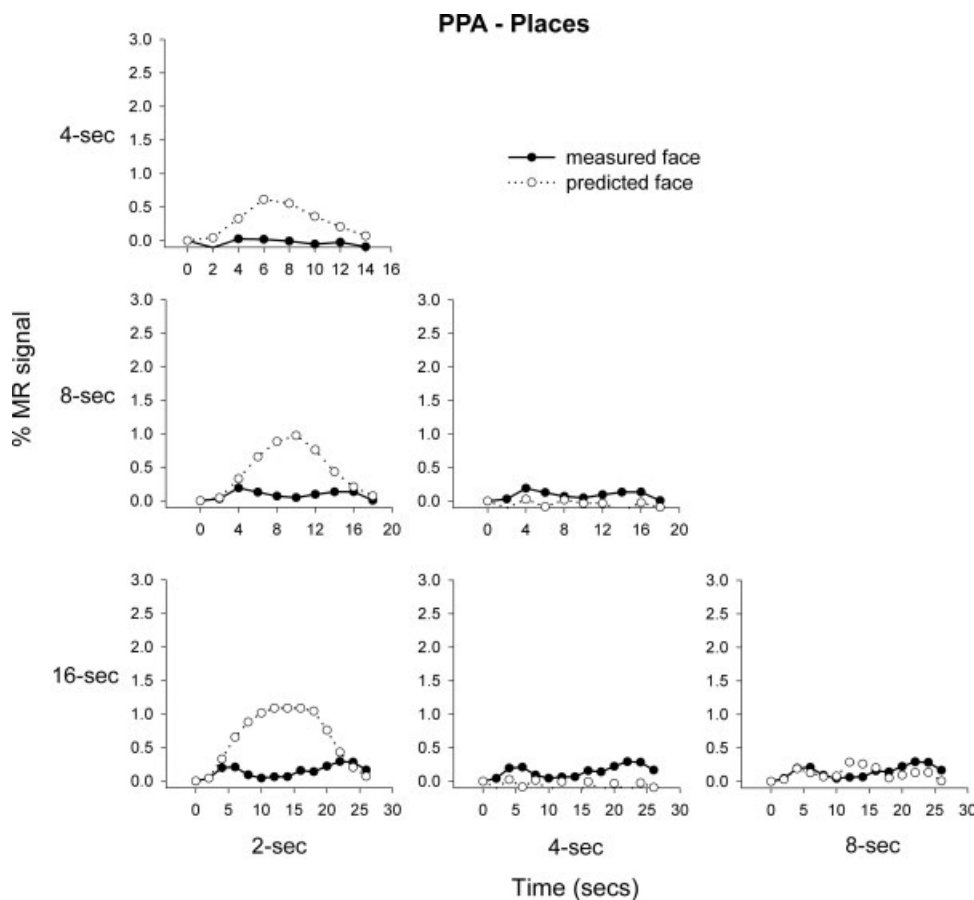 PPA - Places
% MR signal
4-sec
3.0
2.5
2.0
1.5
1.0
0.5
0.0
0 2 4 6 8 10 12 14 16
measured face
predicted face
8-sec
3.0
2.5
2.0
1.5
1.0
0.5
0.0
0 4 8 12 16 20
3.0
2.5
2.0
1.5
1.0
0.5
0.0
0 4 8 12 16 20
16-sec
3.0
2.5
2.0
1.5
1.0
0.5
0.0
0 5 10 15 20 25 30
3.0
2.5
2.0
1.5
1.0
0.5
0.0
0 5 10 15 20 25 30
3.0
2.5
2.0
1.5
1.0
0.5
0.0
0 5 10 15 20 25 30
2-sec 4-sec 8-sec
Time (secs)